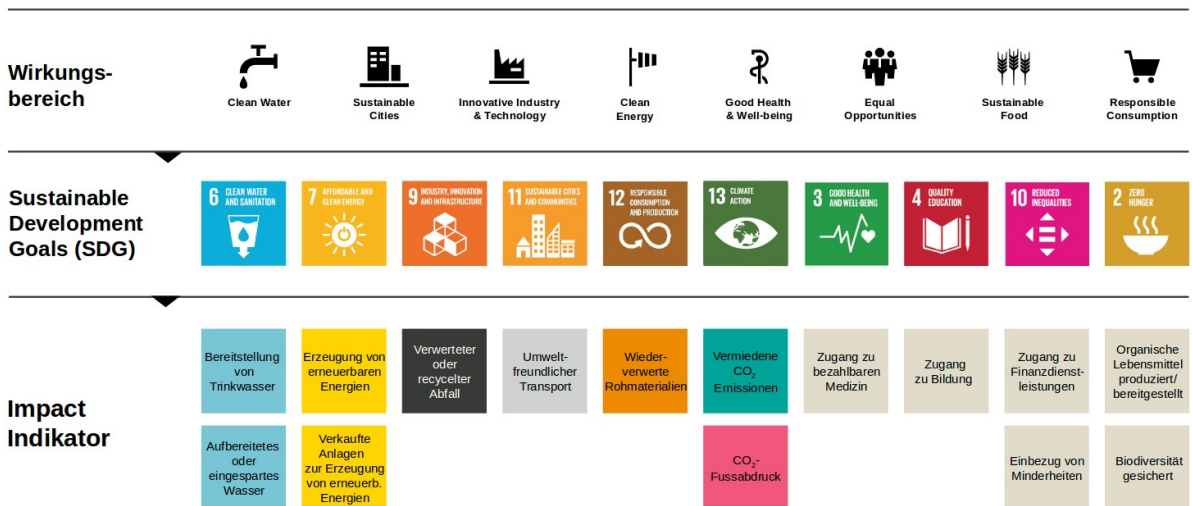 Wirkungs-
bereich
Clean Water
Sustainable
Cities
Innovative Industry
& Technology
Clean
Energy
Good Health
& Well-being
Equal
Opportunities
Sustainable
Food
Responsible
Consumption
Sustainable
Development
Goals (SDG)
6 CLEAN WATER
AND SANITATION
7 AFFORDABLE AND
CLEAN ENERGY
9 INDUSTRY, INNOVATION
AND INFRASTRUCTURE
11 SUSTAINABLE CITIES
AND COMMUNITIES
12 RESPONSIBLE
CONSUMPTION
AND PRODUCTION
13 CLIMATE
ACTION
3 GOOD HEALTH
AND WELL-BEING
4 QUALITY
EDUCATION
10 REDUCED
INEQUALITIES
2 ZERO
HUNGER
Impact
Indikator
Bereitstellung
von
Trinkwasser
Erzeugung von
erneuerbaren
Energien
Verwerteter
oder
recycelter
Abfall
Umwelt-
freundlicher
Transport
Wieder-
verwerte
Rohmaterialien
Vermiedene
CO₂
Emissionen
Zugang zu
bezahlbaren
Medizin
Zugang
zu Bildung
Zugang zu
Finanzdienst-
leistungen
Organische
Lebensmittel
produziert/
bereitgestellt
Aufbereitetes
oder
eingespartes
Wasser
Verkaufte
Anlagen
zur Erzeugung
von erneuerb.
Energien
CO₂-
Fussabdruck
Einbezug von
Minderheiten
Biodiversität
gesichert